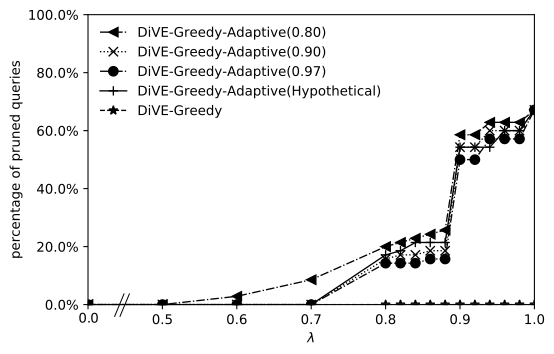 100.0%
80.0%
60.0%
40.0%
20.0%
0.0%
percentage of pruned queries
DiVE-Greedy-Adaptive(0.80)
DiVE-Greedy-Adaptive(0.90)
DiVE-Greedy-Adaptive(0.97)
DiVE-Greedy-Adaptive(Hypothetical)
DiVE-Greedy
0.0 0.5 0.6 0.7 0.8 0.9 1.0
λ